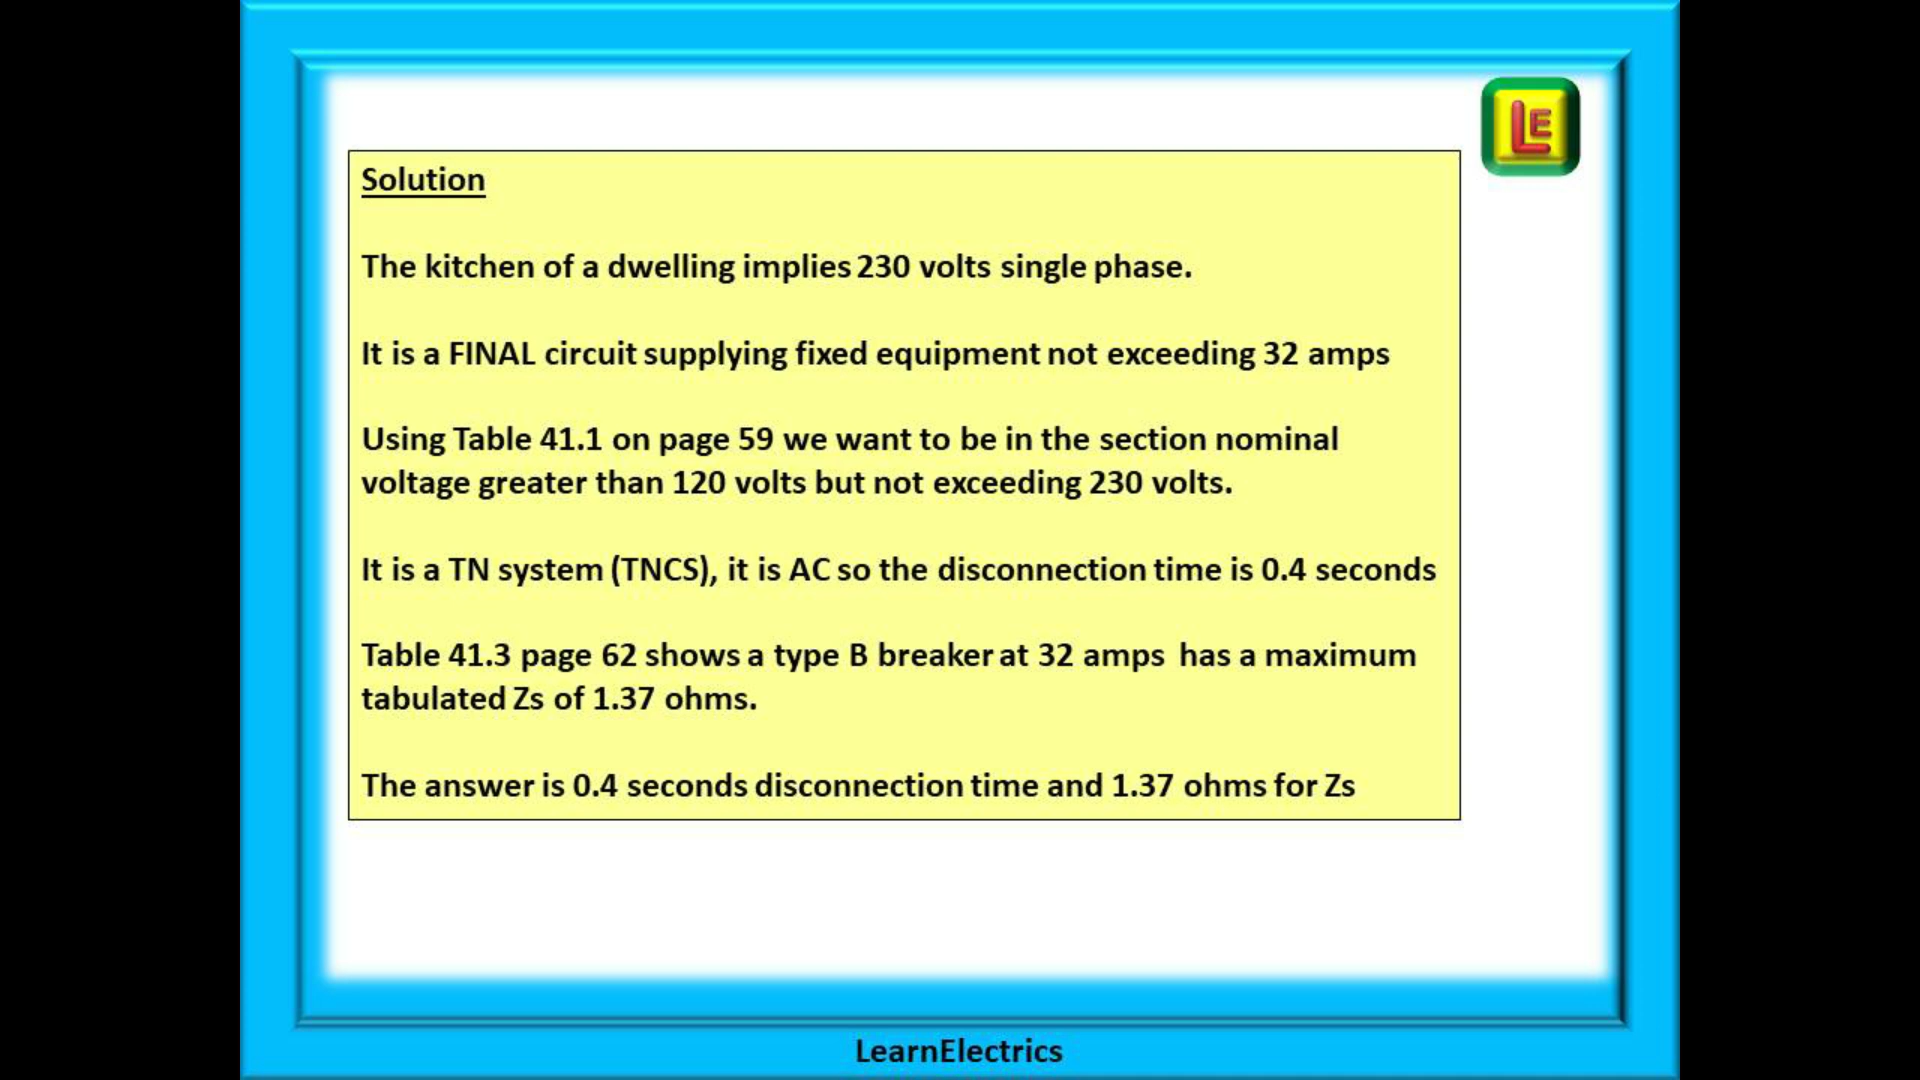 LE
Solution
The kitchen of a dwelling implies 230 volts single phase.
It is a FINAL circuit supplying fixed equipment not exceeding 32 amps
Using Table 41.1 on page 59 we want to be in the section nominal
voltage greater than 120 volts but not exceeding 230 volts.
It is a TN system (TNCS), it is AC so the disconnection time is 0.4 seconds
Table 41.3 page 62 shows a type B breaker at 32 amps has a maximum
tabulated Zs of 1.37 ohms.
The answer is 0.4 seconds disconnection time and 1.37 ohms for Zs
LearnElectrics